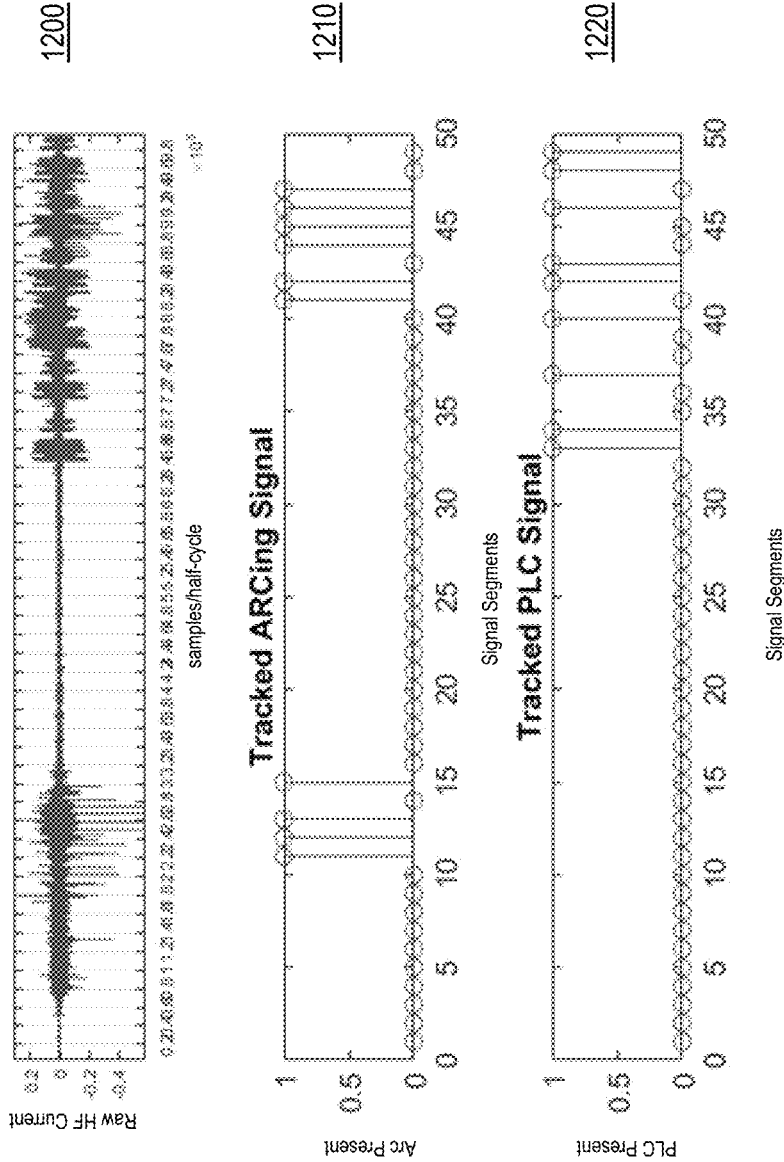 1200
0.2
0
-0.2
-0.4
Raw HF Current
samples/half-cycle
1210
Tracked ARCing Signal
1
0.5
0
Arc Present
0 5 10 15 20 25 30 35 40 45 50
Signal Segments
1220
Tracked PLC Signal
1
0.5
0
PLC Present
0 5 10 15 20 25 30 35 40 45 50
Signal Segments